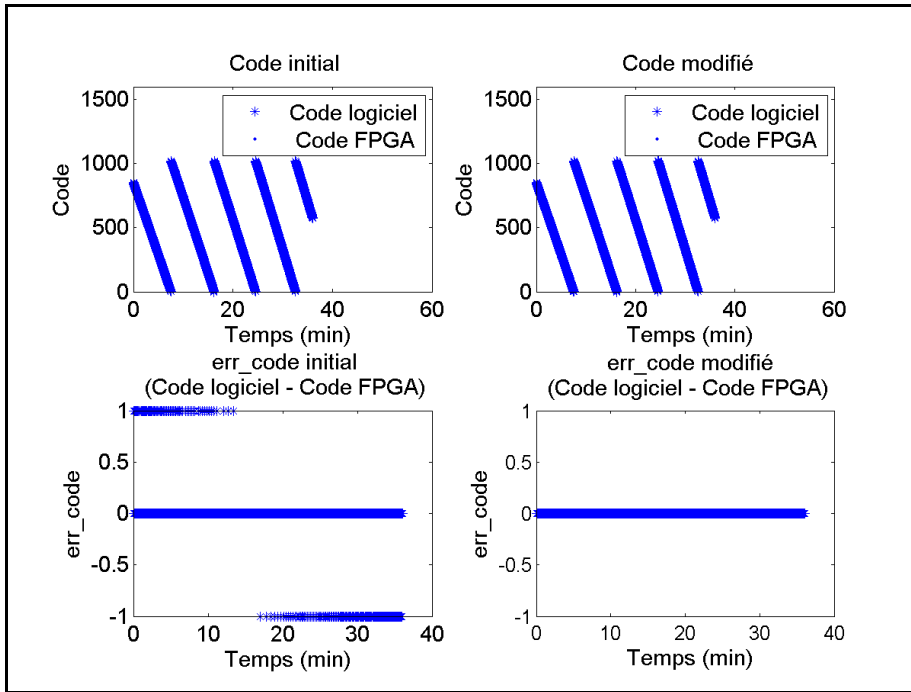 Code initial
1500
1000
500
0
Code
Code logiciel
Code FPGA
0 20 40 60
Temps (min)
Code modifié
1500
1000
500
0
Code
Code logiciel
Code FPGA
0 20 40 60
Temps (min)
err_code initial
(Code logiciel - Code FPGA)
1
0.5
0
-0.5
-1
err_code
0 10 20 30 40
Temps (min)
err_code modifié
(Code logiciel - Code FPGA)
1
0.5
0
-0.5
-1
err_code
0 10 20 30 40
Temps (min)